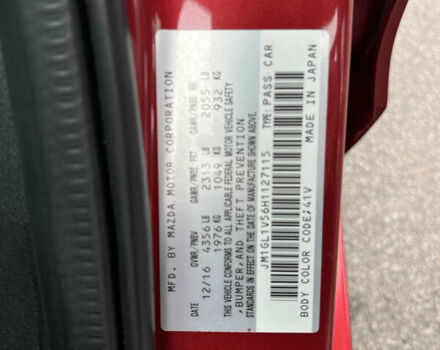 MFD. BY MAZDA MOTOR CORPORATION
GVWR/PNBV GAWR/PNBE FRT GAWR/PNBE RR
12/16 4356 LB 2313 LB 2055 LB
1976 KG 1049 KG 932 KG
THIS VEHICLE CONFORMS TO ALL APPLICABLE FEDERAL MOTOR VEHICLE SAFETY
,BUMPER,AND THEFT PREVENTION
STANDARDS IN EFFECT ON THE DATE OF MANUFACTURE SHOWN ABOVE.
JM1GL1V56H1127115 TYPE: PASS CAR
BODY COLOR CODE;41V MADE IN JAPAN